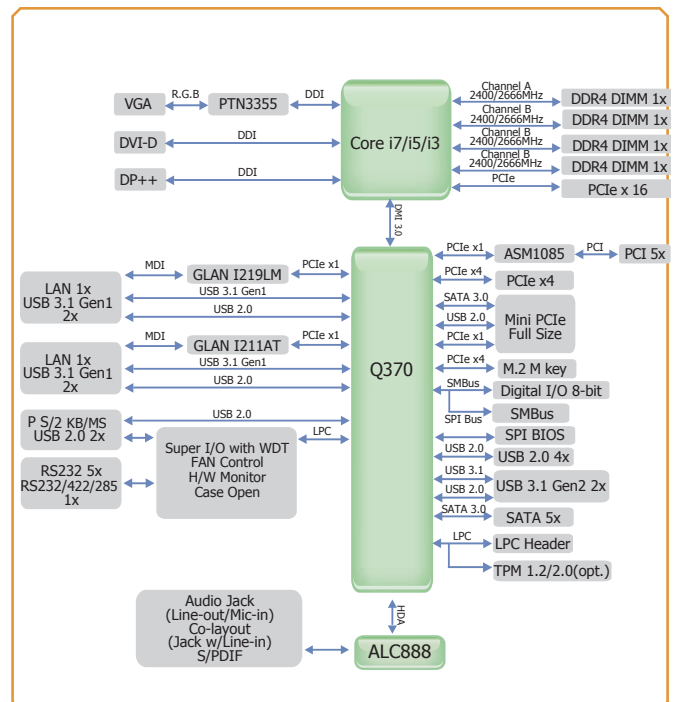 VGA
R.G.B
PTN3355
DDI
DVI-D
DDI
DP++
DDI
Core i7/i5/i3
Channel A
2400/2666MHz
DDR4 DIMM 1x
Channel B
2400/2666MHz
DDR4 DIMM 1x
Channel B
2400/2666MHz
DDR4 DIMM 1x
Channel B
2400/2666MHz
DDR4 DIMM 1x
PCIe
PCIe x 16
DMI 3.0
LAN 1x
USB 3.1 Gen1
2x
MDI
GLAN I219LM
PCIe x1
USB 3.1 Gen1
USB 2.0
LAN 1x
USB 3.1 Gen1
2x
MDI
GLAN I211AT
PCIe x1
USB 3.1 Gen1
USB 2.0
P S/2 KB/MS
USB 2.0 2x
USB 2.0
RS232 5x
RS232/422/285
1x
Super I/O with WDT
FAN Control
H/W Monitor
Case Open
LPC
Q370
PCIe x1
ASM1085
PCI
PCI 5x
PCIe x4
PCIe x4
SATA 3.0
USB 2.0
PCIe x1
Mini PCIe
Full Size
PCIe x4
M.2 M key
SMBus
Digital I/O 8-bit
SMBus
SPI Bus
SPI BIOS
USB 2.0
USB 2.0 4x
USB 3.1
USB 2.0
USB 3.1 Gen2 2x
SATA 3.0
SATA 5x
LPC
LPC Header
TPM 1.2/2.0(opt.)
HDA
Audio Jack
(Line-out/Mic-in)
Co-layout
(Jack w/Line-in)
S/PDIF
ALC888